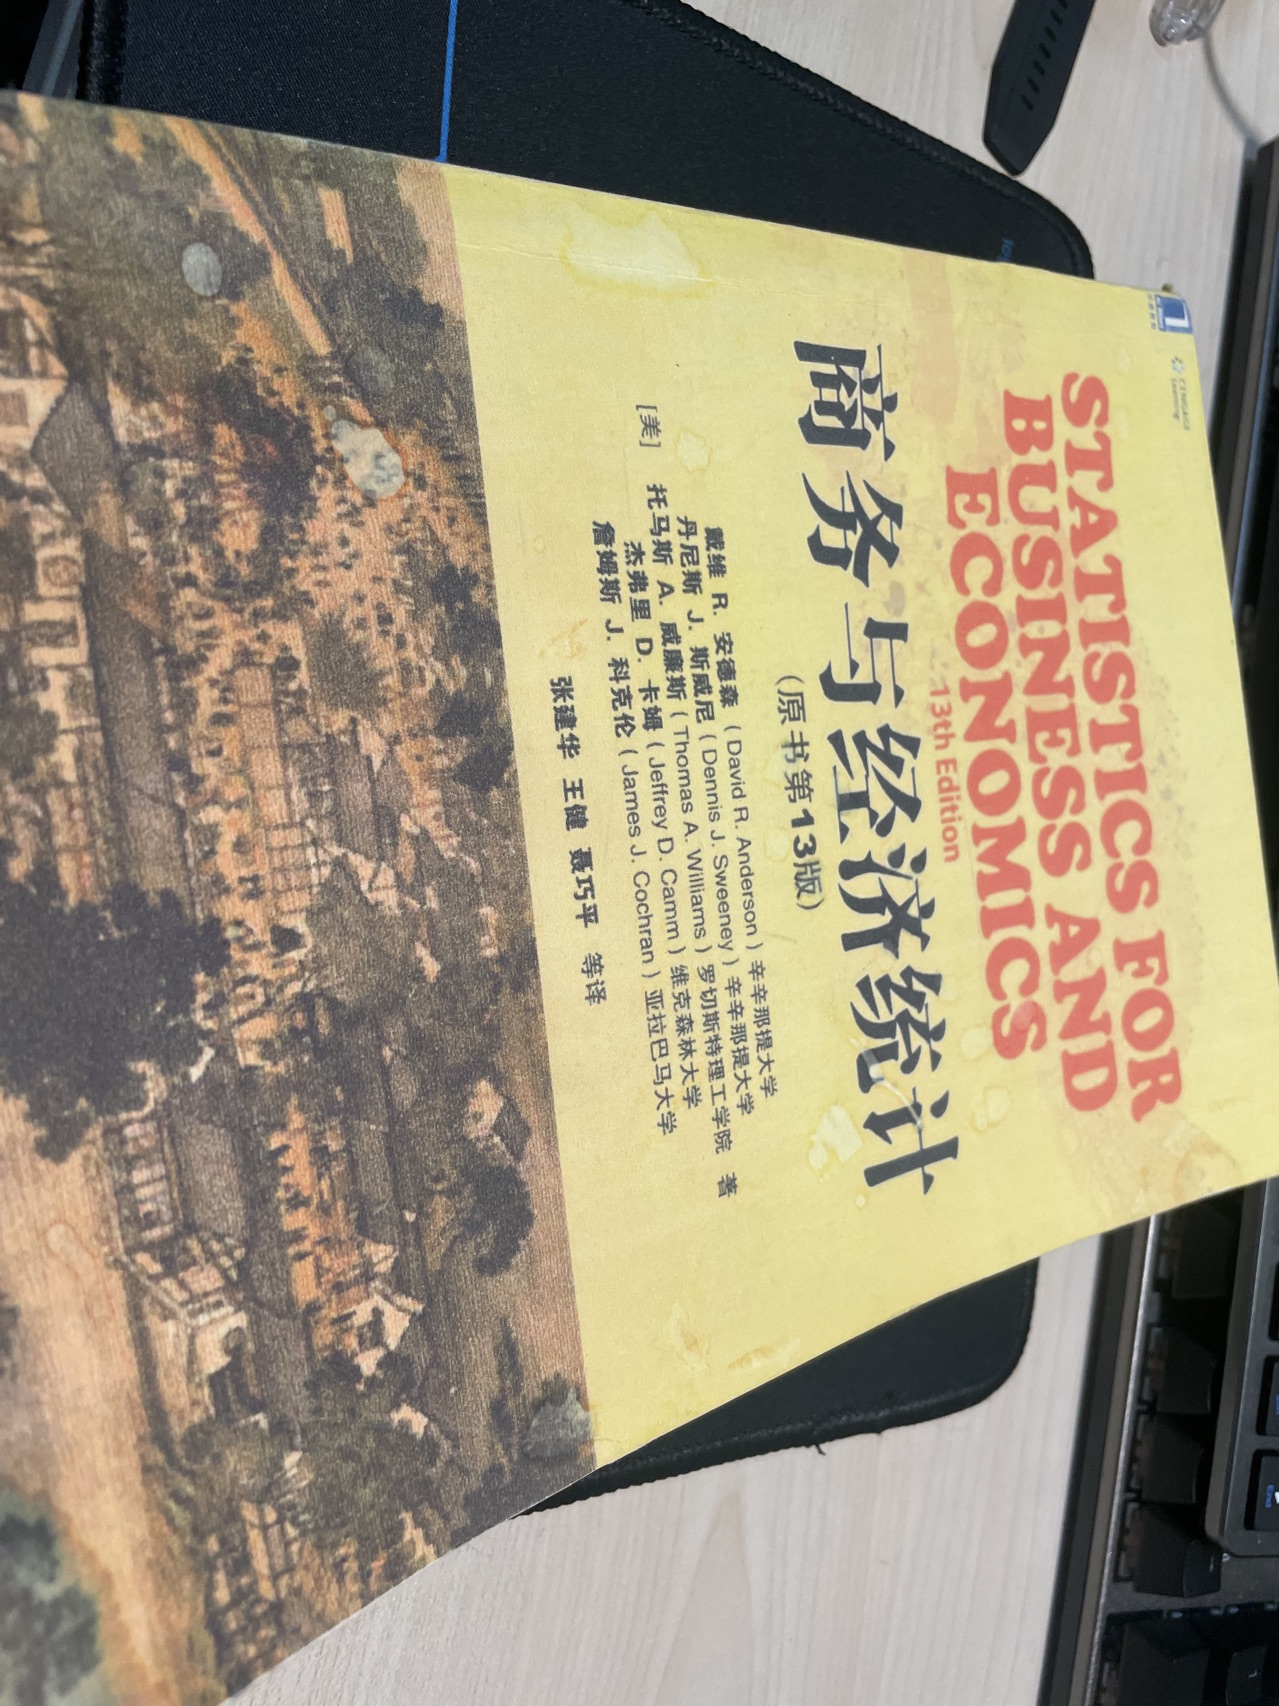 CENGAGE
Learning
STATISTICS FOR
BUSINESS AND
ECONOMICS
13th Edition
商务与经济统计
（原书第13版）
戴维 R. 安德森（David R. Anderson）辛辛那提大学
丹尼斯 J. 斯威尼（Dennis J. Sweeney）辛辛那提大学
[美] 托马斯 A. 威廉斯（Thomas A. Williams）罗切斯特理工学院 著
杰弗里 D. 卡姆（Jeffrey D. Camm）维克森林大学
詹姆斯 J. 科克伦（James J. Cochran）亚拉巴马大学
张建华 王健 聂巧平 等译